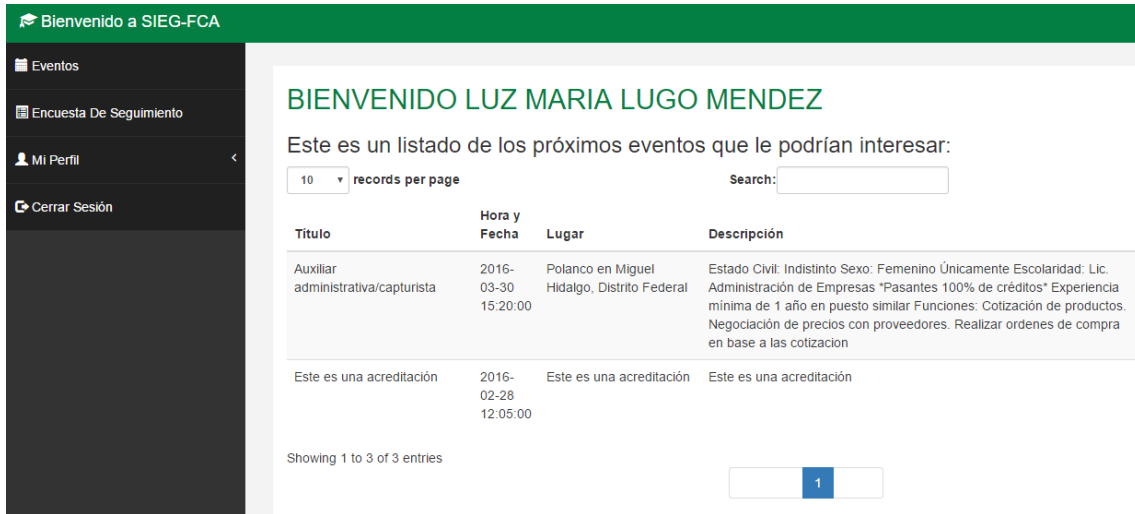 Bienvenido a SIEG-FCA
Eventos
Encuesta De Seguimiento
Mi Perfil
Cerrar Sesión
BIENVENIDO LUZ MARIA LUGO MENDEZ
Este es un listado de los próximos eventos que le podrían interesar:
10 records per page Search:
Título Hora y Fecha Lugar Descripción
Auxiliar administrativa/capturista
2016-03-30 15:20:00
Polanco en Miguel Hidalgo, Distrito Federal
Estado Civil: Indistinto Sexo: Femenino Únicamente Escolaridad: Lic.
Administración de Empresas *Pasantes 100% de créditos* Experiencia
mínima de 1 año en puesto similar Funciones: Cotización de productos.
Negociación de precios con proveedores. Realizar ordenes de compra
en base a las cotizacion
Este es una acreditación
2016-02-28 12:05:00
Este es una acreditación
Este es una acreditación
Showing 1 to 3 of 3 entries
1